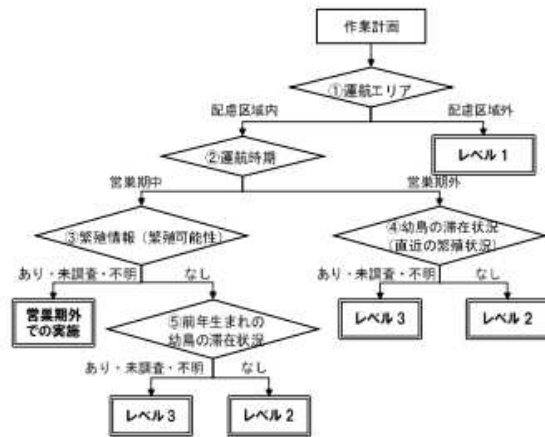 作業計画
①運航エリア
配慮区域内
配慮区域外
②運航時期
レベル1
営巣期中
営巣期外
③繁殖情報（繁殖可能性）
④幼鳥の滞在状況
（直近の繁殖状況）
あり・未調査・不明
なし
あり・未調査・不明
なし
営巣期外
での実施
⑤前年生まれの
幼鳥の滞在状況
レベル3
レベル2
あり・未調査・不明
なし
レベル3
レベル2